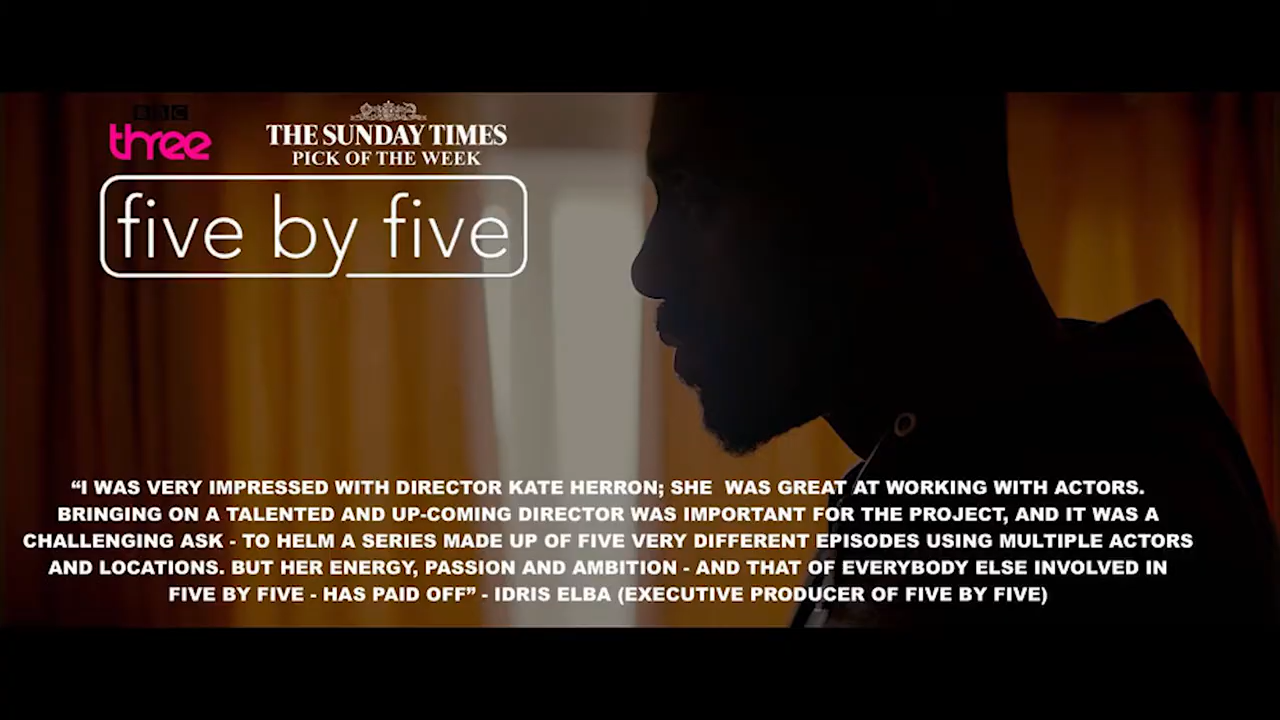 BBC
three
THE SUNDAY TIMES
PICK OF THE WEEK
five by five
“I WAS VERY IMPRESSED WITH DIRECTOR KATE HERRON; SHE  WAS GREAT AT WORKING WITH ACTORS.
BRINGING ON A TALENTED AND UP-COMING DIRECTOR WAS IMPORTANT FOR THE PROJECT, AND IT WAS A
CHALLENGING ASK - TO HELM A SERIES MADE UP OF FIVE VERY DIFFERENT EPISODES USING MULTIPLE ACTORS
AND LOCATIONS. BUT HER ENERGY, PASSION AND AMBITION - AND THAT OF EVERYBODY ELSE INVOLVED IN
FIVE BY FIVE - HAS PAID OFF” - IDRIS ELBA (EXECUTIVE PRODUCER OF FIVE BY FIVE)